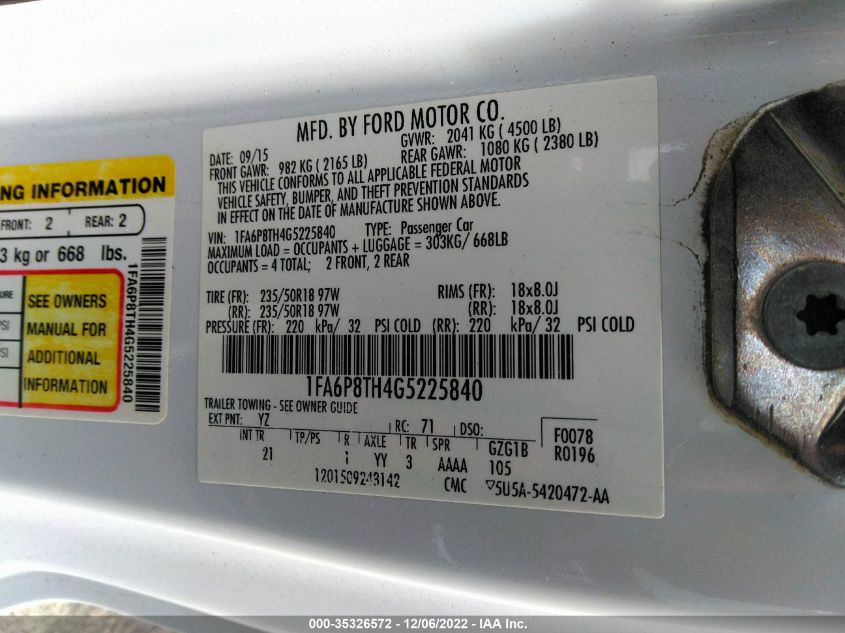 NG INFORMATION
FRONT: 2 REAR: 2
3 kg or 668 lbs.
SURE
PSI
PSI
SEE OWNERS
MANUAL FOR
ADDITIONAL
INFORMATION
1FA6P8TH4G5225840
MFD. BY FORD MOTOR CO.
DATE: 09/15 GVWR: 2041 KG ( 4500 LB)
FRONT GAWR: 982 KG ( 2165 LB) REAR GAWR: 1080 KG ( 2380 LB)
THIS VEHICLE CONFORMS TO ALL APPLICABLE FEDERAL MOTOR
VEHICLE SAFETY, BUMPER, AND THEFT PREVENTION STANDARDS
IN EFFECT ON THE DATE OF MANUFACTURE SHOWN ABOVE.
VIN: 1FA6P8TH4G5225840 TYPE: Passenger Car
MAXIMUM LOAD = OCCUPANTS + LUGGAGE = 303KG/ 668LB
OCCUPANTS = 4 TOTAL; 2 FRONT, 2 REAR
TIRE (FR): 235/50R18 97W RIMS (FR): 18x8.0J
(RR): 235/50R18 97W (RR): 18x8.0J
PRESSURE (FR): 220 kPa/ 32 PSI COLD (RR): 220 kPa/ 32 PSI COLD
1FA6P8TH4G5225840
TRAILER TOWING - SEE OWNER GUIDE
EXT PNT: YZ RC: 71 DSO: F0078
INT TR TP/PS R AXLE TR SPR GZG1B R0196
21 1 YY 3 AAAA 105
1201509243142 CMC ▽5U5A-5420472-AA
000-35326572 - 12/06/2022 - IAA Inc.